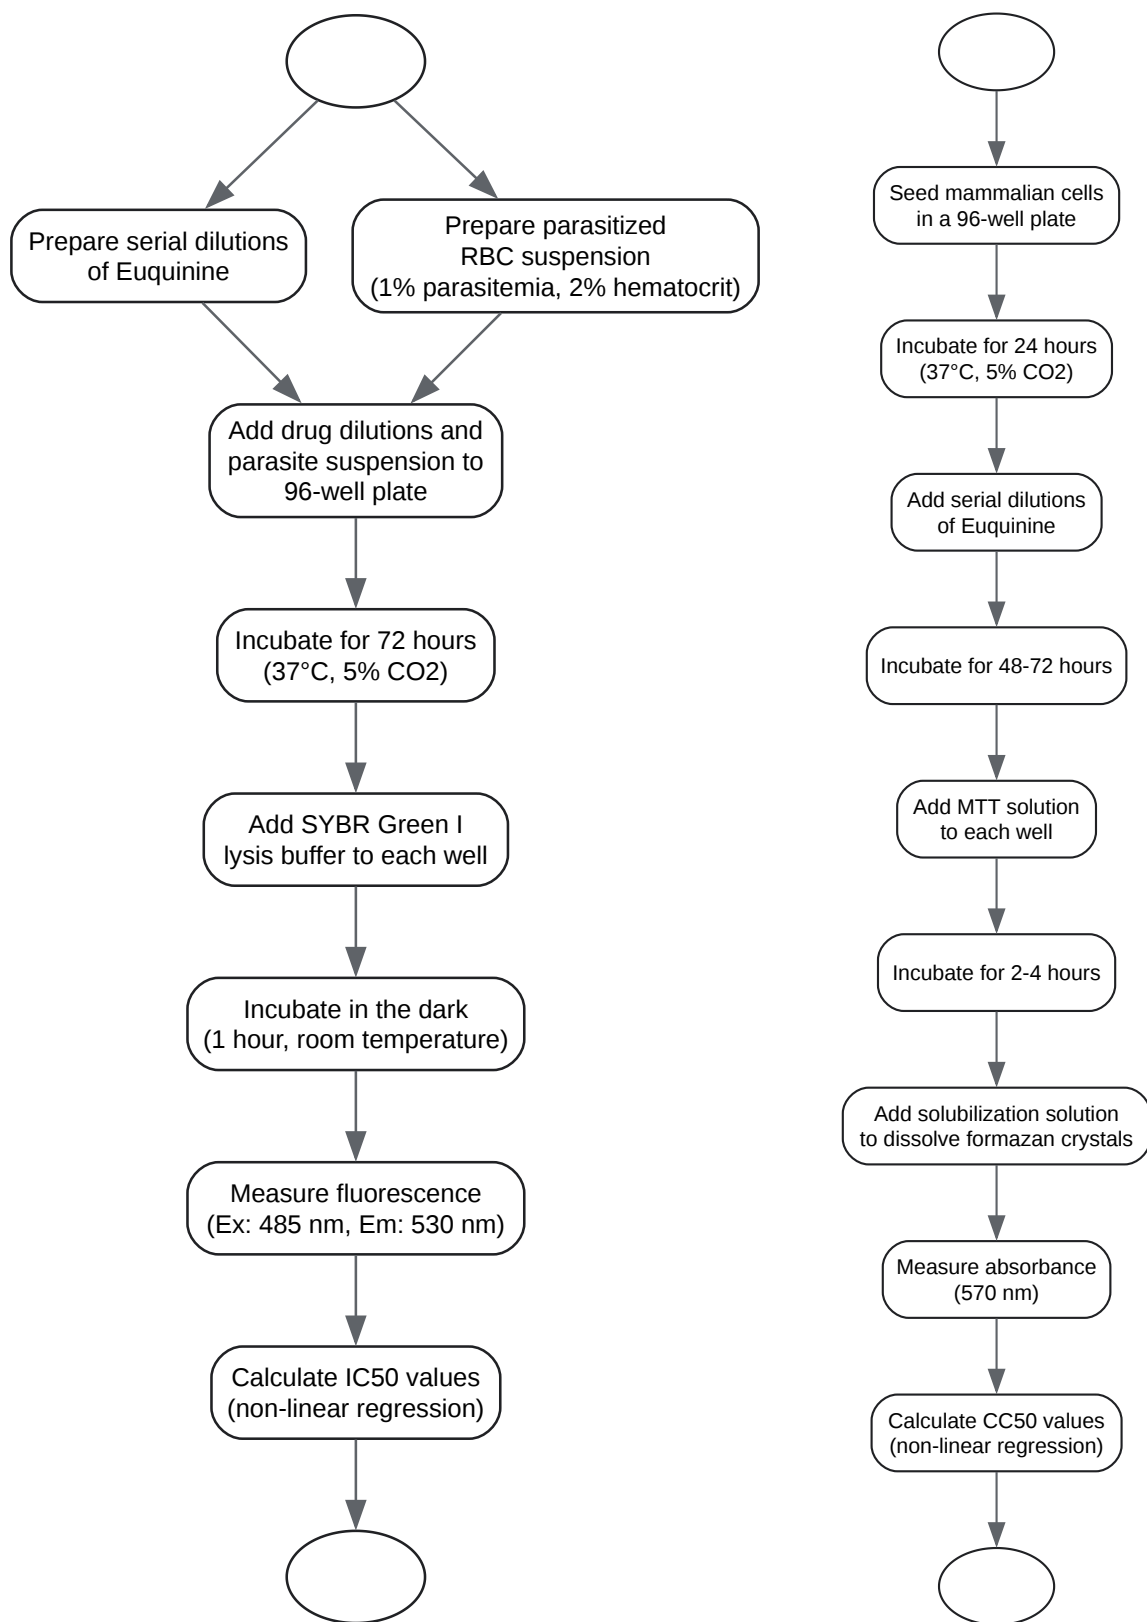 Prepare serial dilutions
of Euquinine
Prepare parasitized
RBC suspension
(1% parasitemia, 2% hematocrit)
Add drug dilutions and
parasite suspension to
96-well plate
Incubate for 72 hours
(37°C, 5% CO2)
Add SYBR Green I
lysis buffer to each well
Incubate in the dark
(1 hour, room temperature)
Measure fluorescence
(Ex: 485 nm, Em: 530 nm)
Calculate IC50 values
(non-linear regression)
Seed mammalian cells
in a 96-well plate
Incubate for 24 hours
(37°C, 5% CO2)
Add serial dilutions
of Euquinine
Incubate for 48-72 hours
Add MTT solution
to each well
Incubate for 2-4 hours
Add solubilization solution
to dissolve formazan crystals
Measure absorbance
(570 nm)
Calculate CC50 values
(non-linear regression)